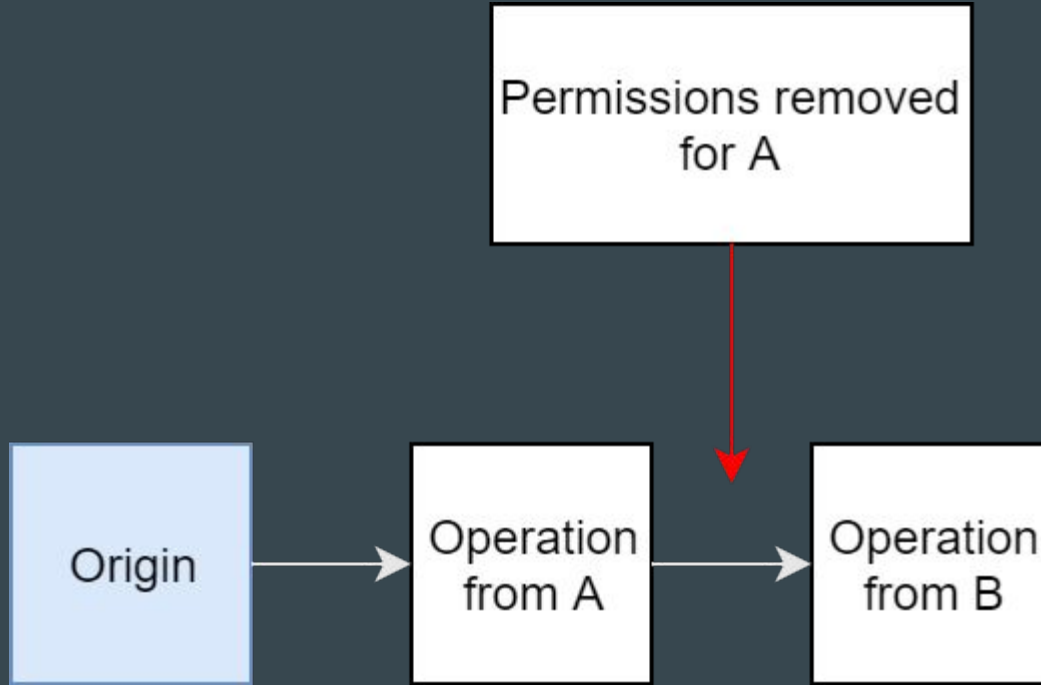 Permissions removed
for A
Origin
Operation
from A
Operation
from B